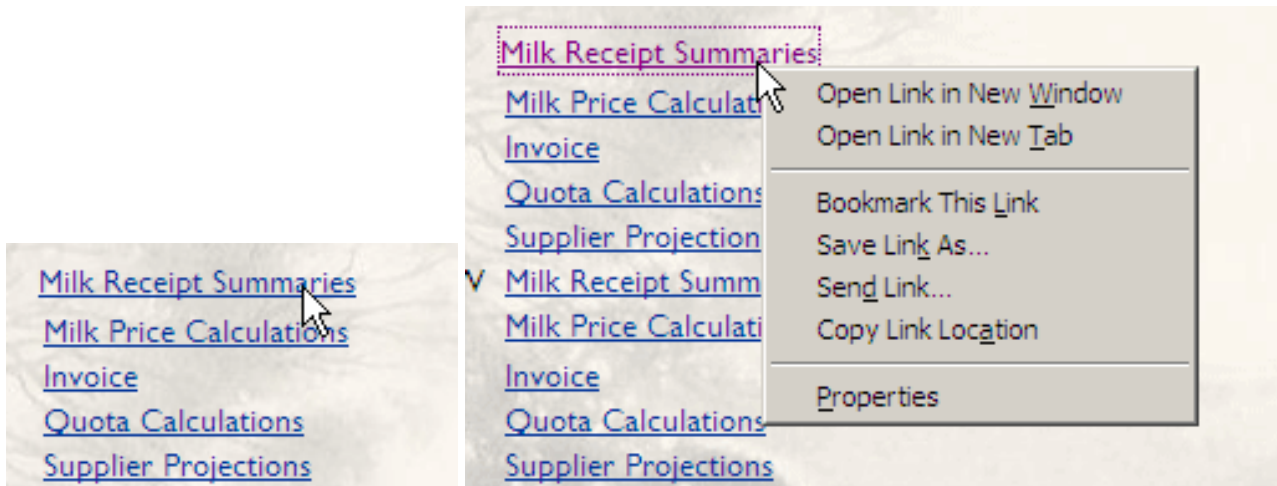 Milk Receipt Summaries
Milk Price Calculations
Invoice
Quota Calculations
Supplier Projections
Milk Receipt Summaries
Milk Price Calculat
Invoice
Quota Calculations
Supplier Projection
V Milk Receipt Summ
Milk Price Calculati
Invoice
Quota Calculations
Supplier Projections
Open Link in New Window
Open Link in New Tab
Bookmark This Link
Save Link As...
Send Link...
Copy Link Location
Properties